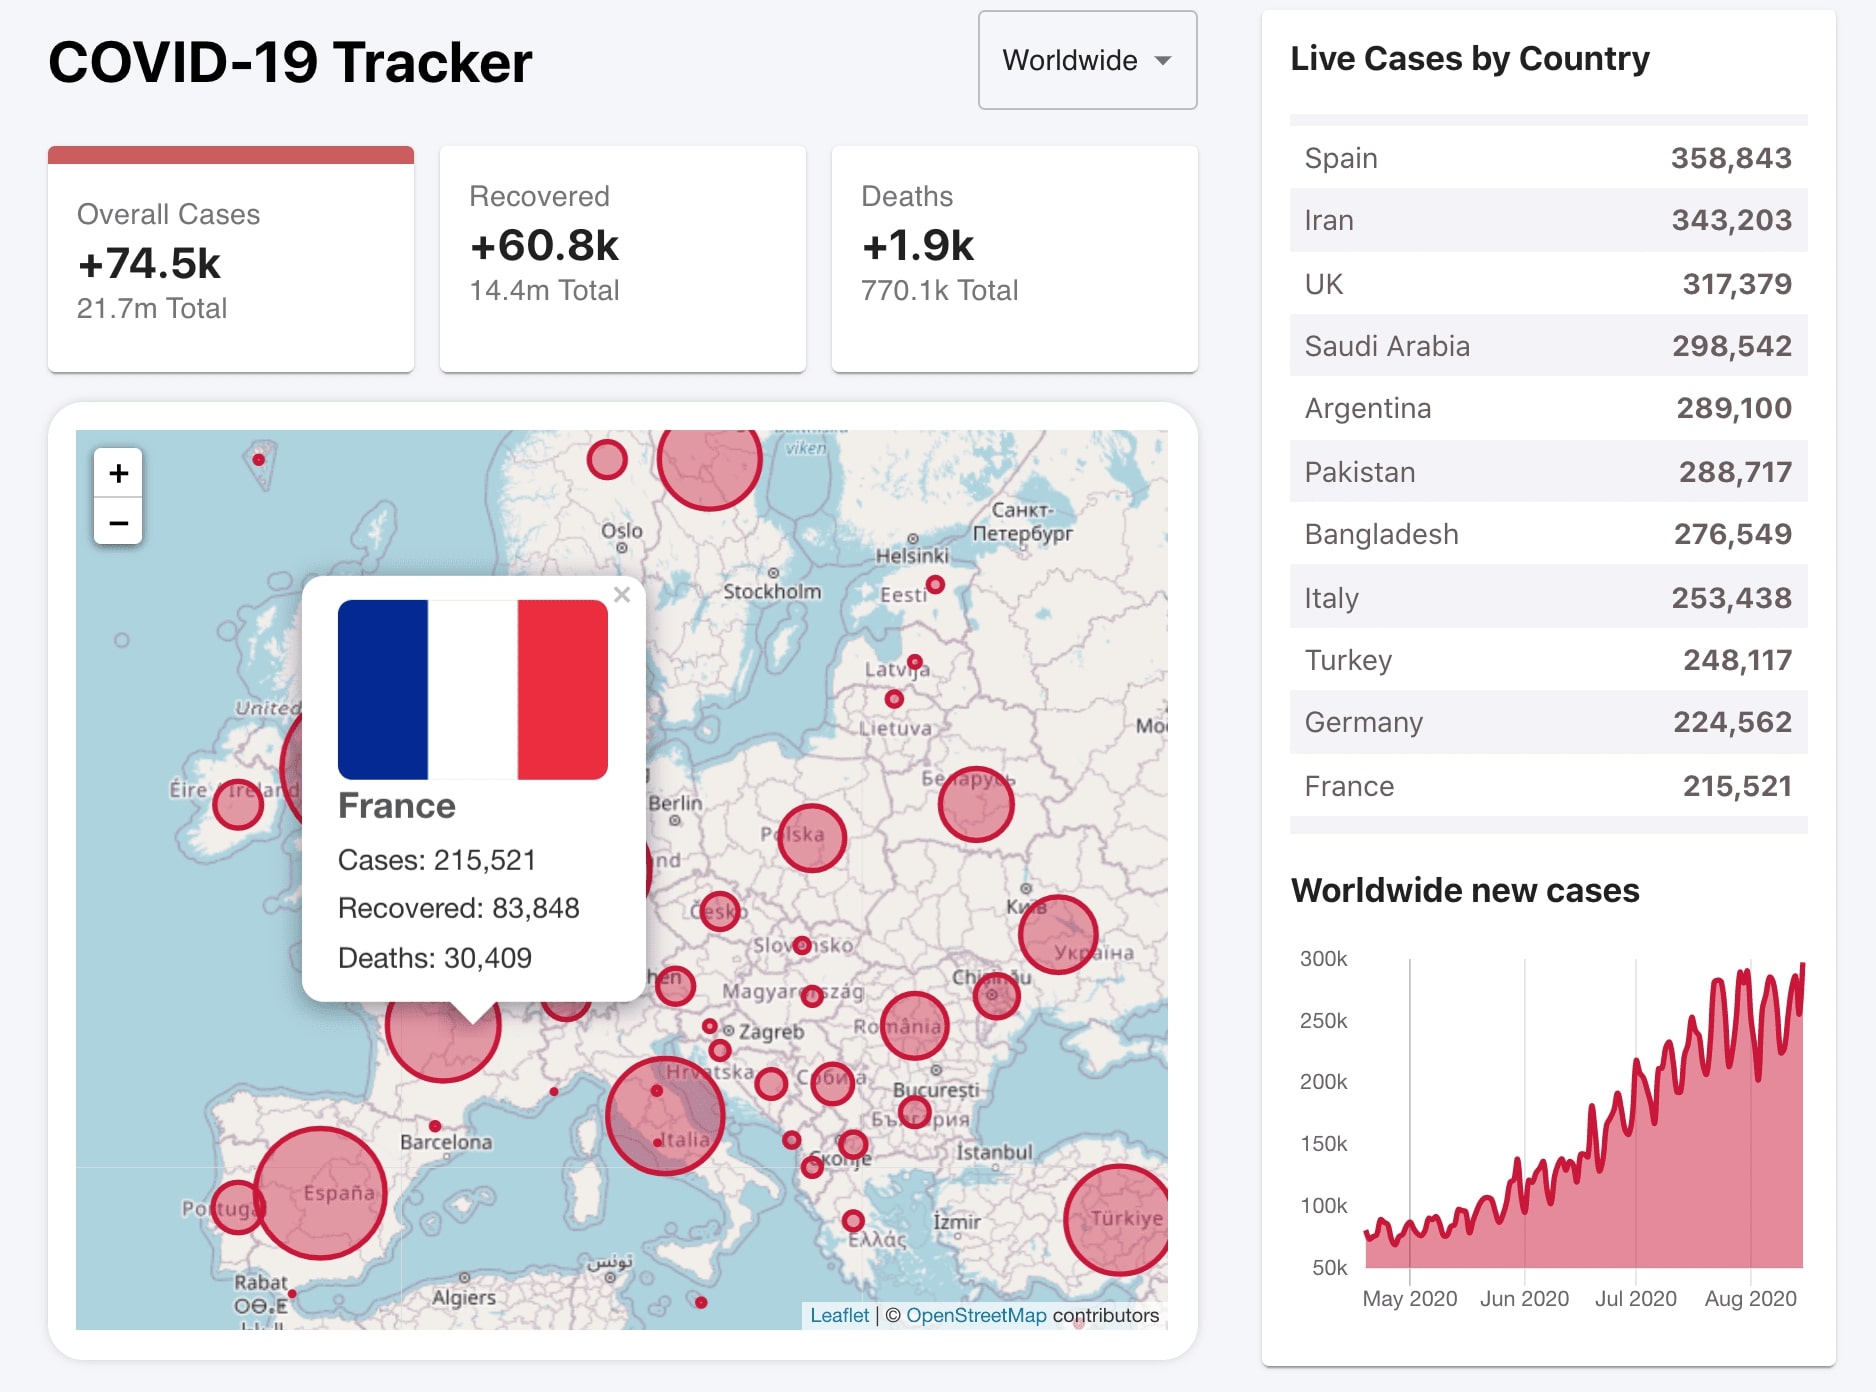 COVID-19 Tracker
Worldwide
Overall Cases
+74.5k
21.7m Total
Recovered
+60.8k
14.4m Total
Deaths
+1.9k
770.1k Total
+
−
viken
Oslo
Санкт-
Петербург
Helsinki
Stockholm
Eesti
Latvija
Lietuva
United
Éire / Ireland
Беларусь
Berlin
Polska
×
France
Cases: 215,521
Recovered: 83,848
Deaths: 30,409
Česko
Київ
Slovensko
Україна
Chișinău
Magyarország
Zagreb
România
Hrvatska
Србија
București
България
Barcelona
Italia
Скопје
İstanbul
España
Portugal
İzmir
Türkiye
Ελλάς
تونس
Rabat
Algiers
Leaflet | © OpenStreetMap contributors
Live Cases by Country
Spain 358,843
Iran 343,203
UK 317,379
Saudi Arabia 298,542
Argentina 289,100
Pakistan 288,717
Bangladesh 276,549
Italy 253,438
Turkey 248,117
Germany 224,562
France 215,521
Worldwide new cases
300k
250k
200k
150k
100k
50k
May 2020 Jun 2020 Jul 2020 Aug 2020